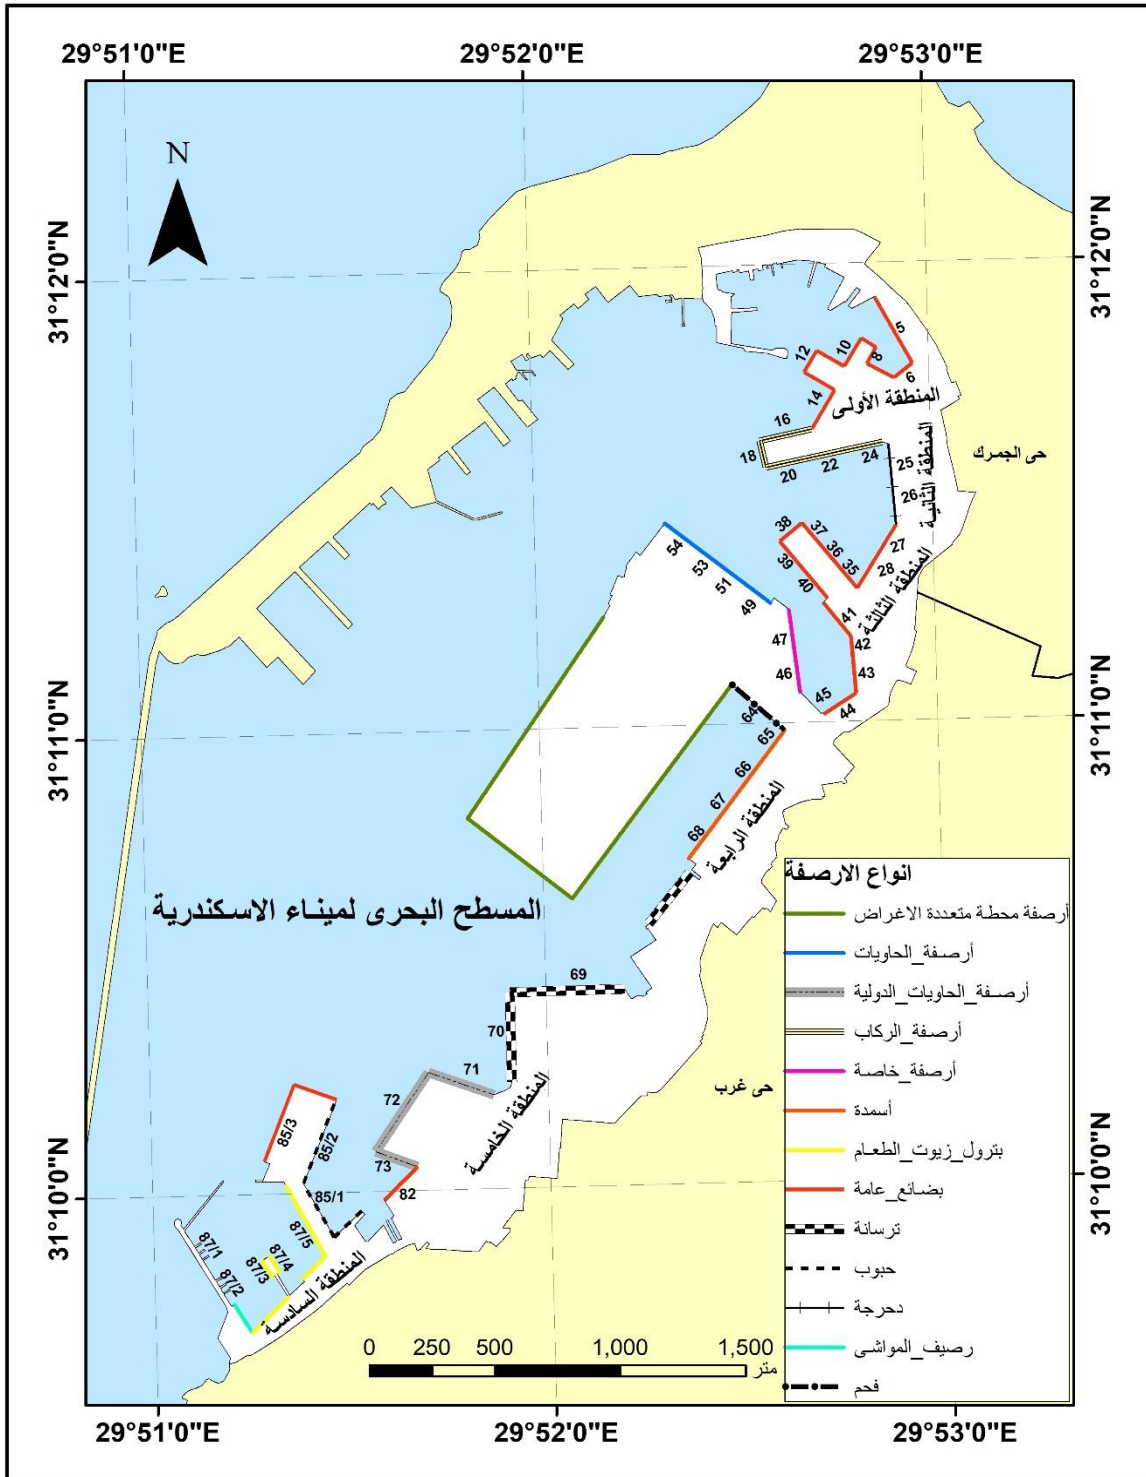 29°51'0"E
29°52'0"E
29°53'0"E
N
31°12'0"N
31°12'0"N
5
6
8
10
12
14
المنطقة الأولى
16
18
20
22
24
25
26
المنطقة الثانية
حى الجمرك
27
28
المنطقة الثالثة
38
37
36
35
39
40
41
42
43
44
45
46
47
54
53
51
49
31°11'0"N
31°11'0"N
64
65
66
67
68
المنطقة الرابعة
المسطح البحرى لميناء الاسكندرية
69
70
71
72
73
82
المنطقة الخامسة
حى غرب
85/3
85/2
85/1
31°10'0"N
31°10'0"N
87/1
87/2
87/3
87/4
87/5
المنطقة السادسة
انواع الارصفة
أرصفة محطة متعددة الاغراض
أرصفة_الحاويات
أرصفة_الحاويات_الدولية
أرصفة_الركاب
أرصفة_خاصة
أسمدة
بترول_زيوت_الطعام
بضائع_عامة
ترسانة
حبوب
دحرجة
رصيف_المواشى
فحم
0 250 500 1,000 1,500
متر
29°51'0"E
29°52'0"E
29°53'0"E